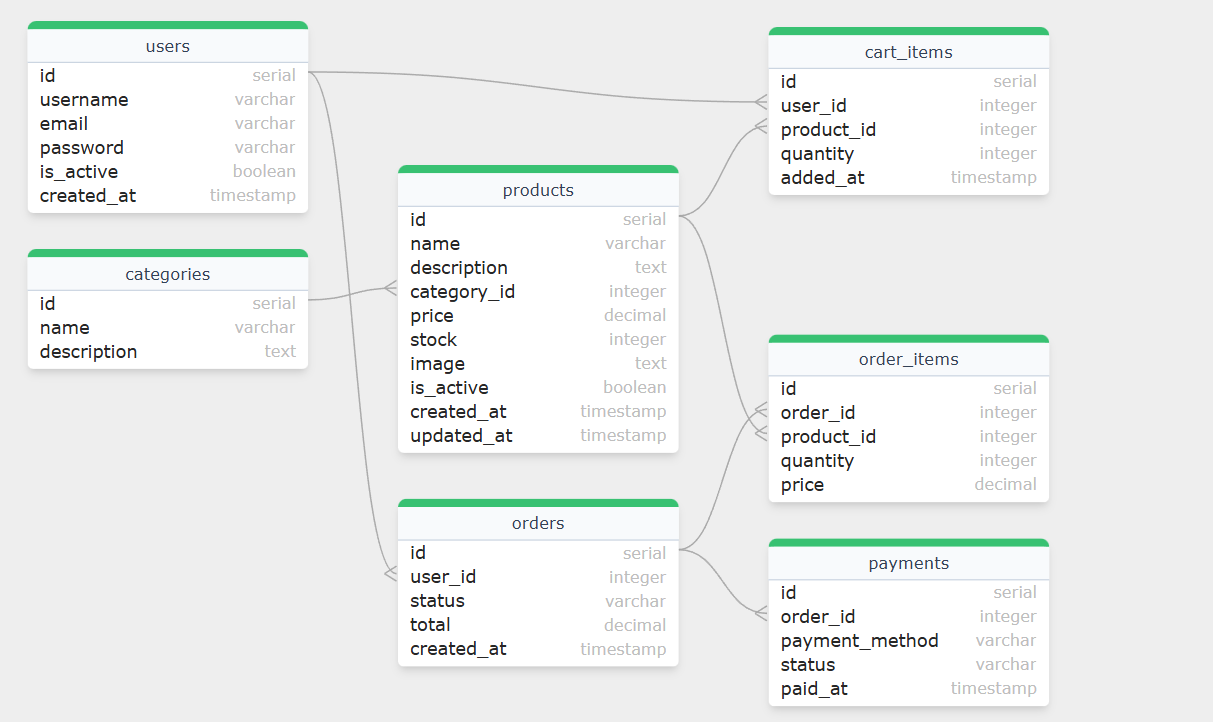 users
id serial
username varchar
email varchar
password varchar
is_active boolean
created_at timestamp
categories
id serial
name varchar
description text
products
id serial
name varchar
description text
category_id integer
price decimal
stock integer
image text
is_active boolean
created_at timestamp
updated_at timestamp
orders
id serial
user_id integer
status varchar
total decimal
created_at timestamp
cart_items
id serial
user_id integer
product_id integer
quantity integer
added_at timestamp
order_items
id serial
order_id integer
product_id integer
quantity integer
price decimal
payments
id serial
order_id integer
payment_method varchar
status varchar
paid_at timestamp